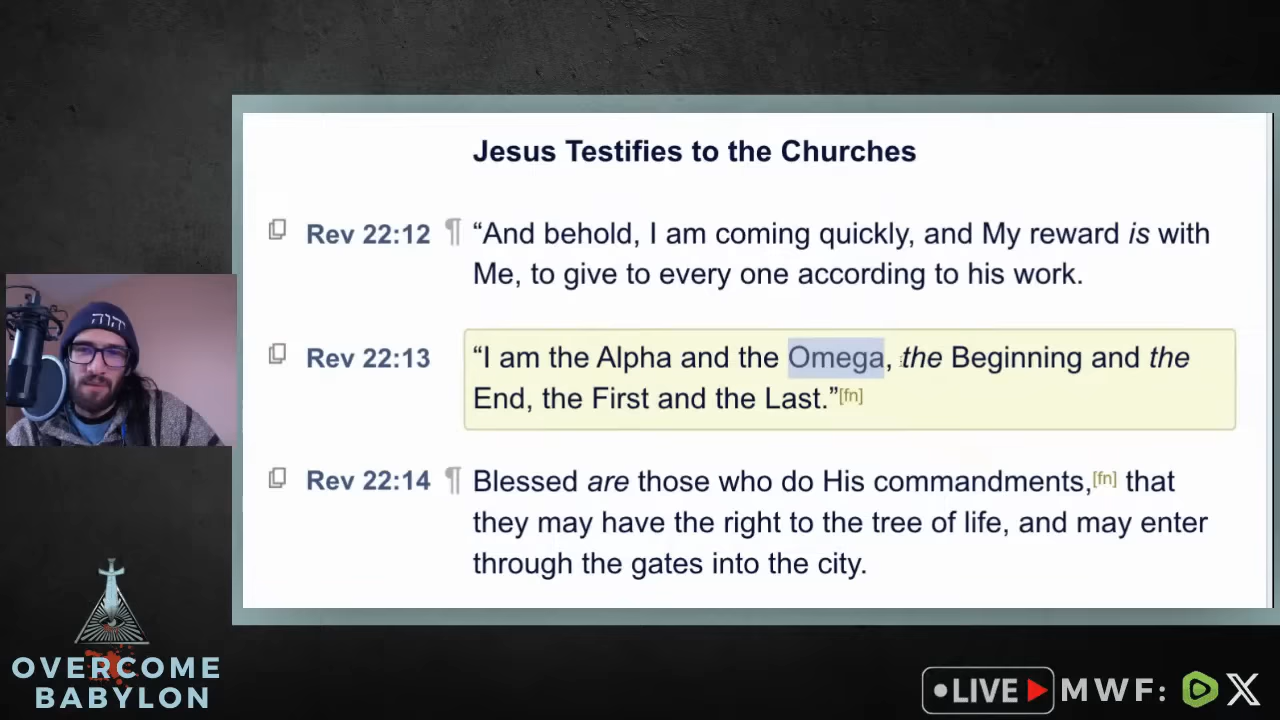 Jesus Testifies to the Churches
Rev 22:12 ¶ “And behold, I am coming quickly, and My reward is with
Me, to give to every one according to his work.
Rev 22:13 “I am the Alpha and the Omega, the Beginning and the
End, the First and the Last.”[fn]
Rev 22:14 ¶ Blessed are those who do His commandments,[fn] that
they may have the right to the tree of life, and may enter
through the gates into the city.
יהוה
OVERCOME
BABYLON
LIVE MWF: X